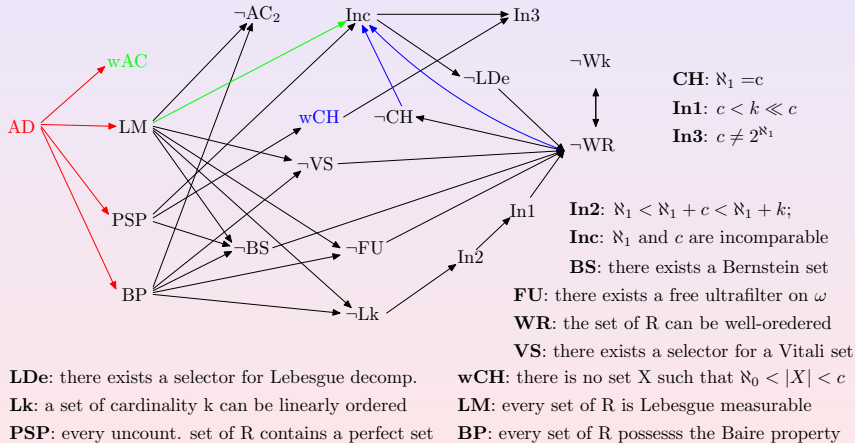 ¬AC₂
Inc
In3
wAC
¬LDe
¬Wk
CH: ℵ₁ =c
In1: c < k ≪ c
In3: c ≠ 2^ℵ₁
AD
LM
wCH
¬CH
¬WR
¬VS
PSP
¬BS
¬FU
In1
In2
BP
¬Lk
In2: ℵ₁ < ℵ₁ + c < ℵ₁ + k;
Inc: ℵ₁ and c are incomparable
BS: there exists a Bernstein set
FU: there exists a free ultrafilter on ω
WR: the set of R can be well-oredered
VS: there exists a selector for a Vitali set
LDe: there exists a selector for Lebesgue decomp.
wCH: there is no set X such that ℵ₀ < |X| < c
Lk: a set of cardinality k can be linearly ordered
LM: every set of R is Lebesgue measurable
PSP: every uncount. set of R contains a perfect set
BP: every set of R possesss the Baire property